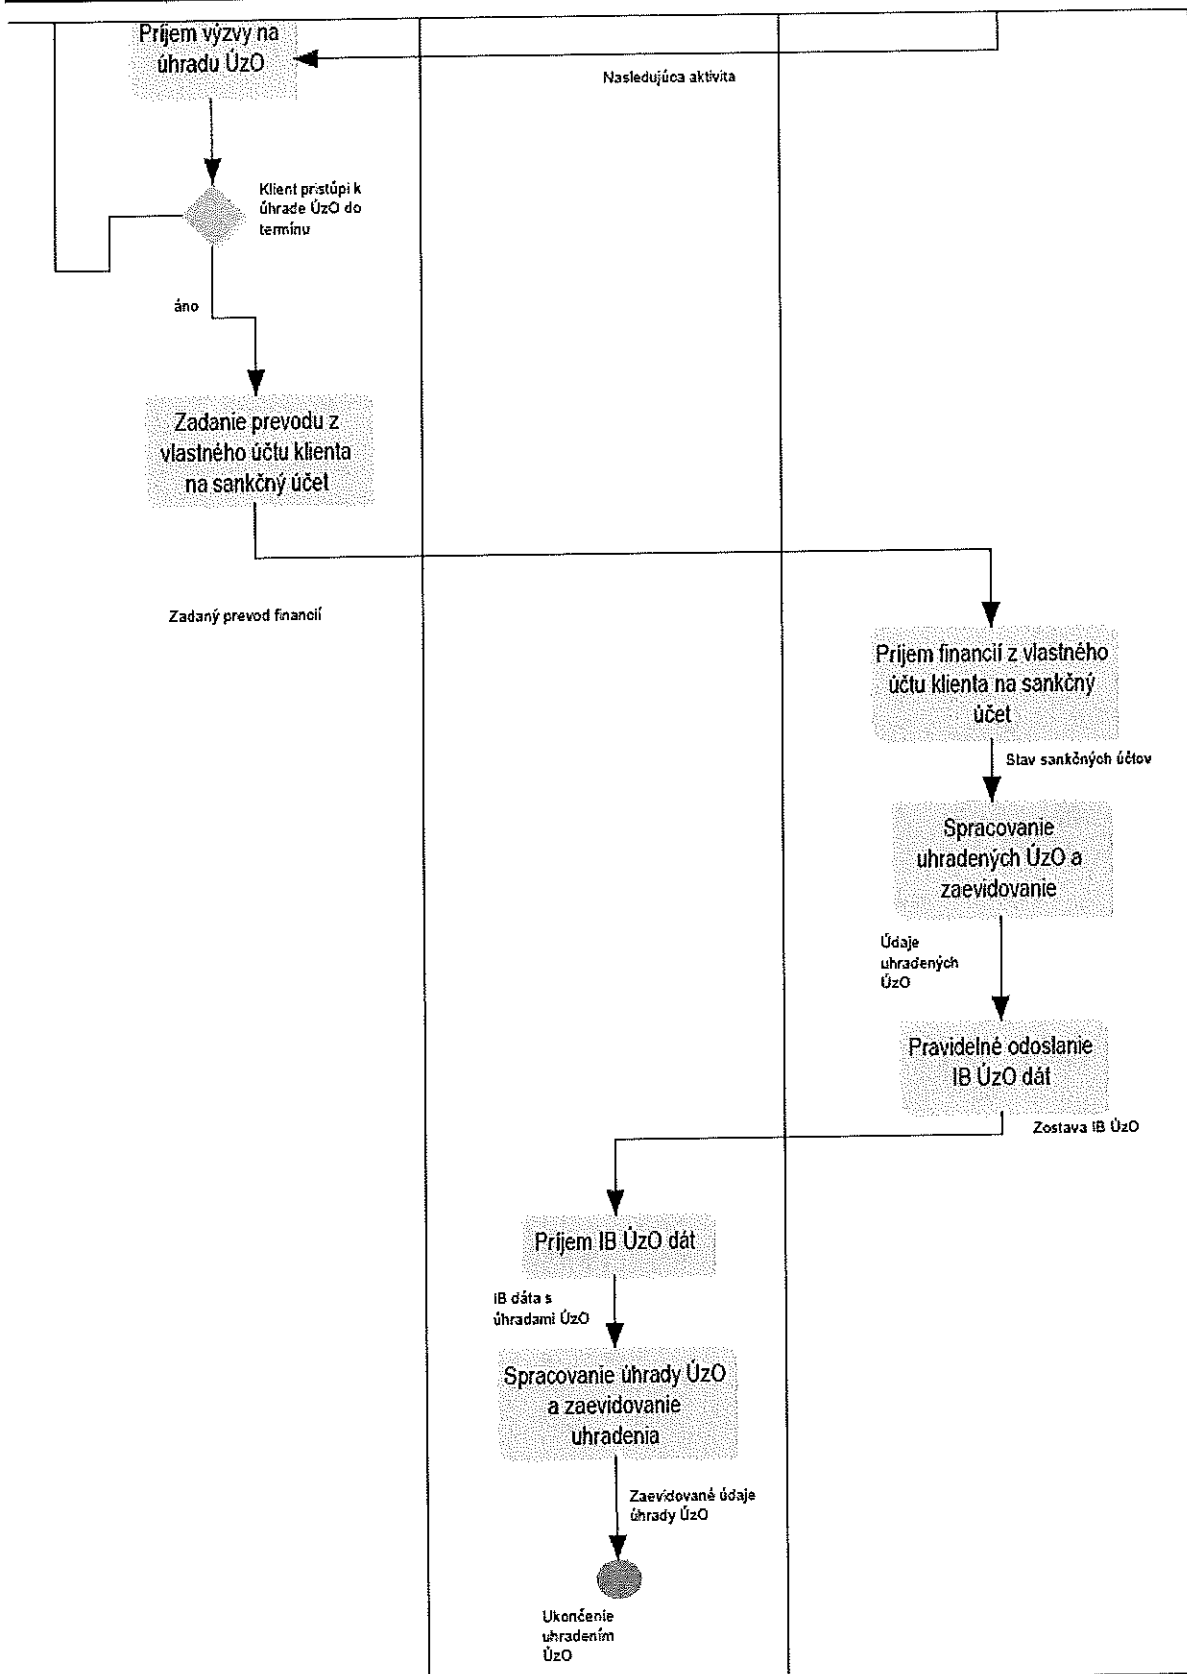 Príjem výzvy na
úhradu ÚzO
Nasledujúca aktivita
Klient pristúpi k
úhrade ÚzO do
termínu
áno
Zadanie prevodu z
vlastného účtu klienta
na sankčný účet
Zadaný prevod financií
Príjem financií z vlastného
účtu klienta na sankčný
účet
Stav sankčných účtov
Spracovanie
uhradených ÚzO a
zaevidovanie
Údaje
uhradených
ÚzO
Pravidelné odoslanie
IB ÚzO dát
Zostava IB ÚzO
Príjem IB ÚzO dát
IB dáta s
úhradami ÚzO
Spracovanie úhrady ÚzO
a zaevidovanie
uhradenia
Zaevidované údaje
úhrady ÚzO
Ukončenie
uhradením
ÚzO